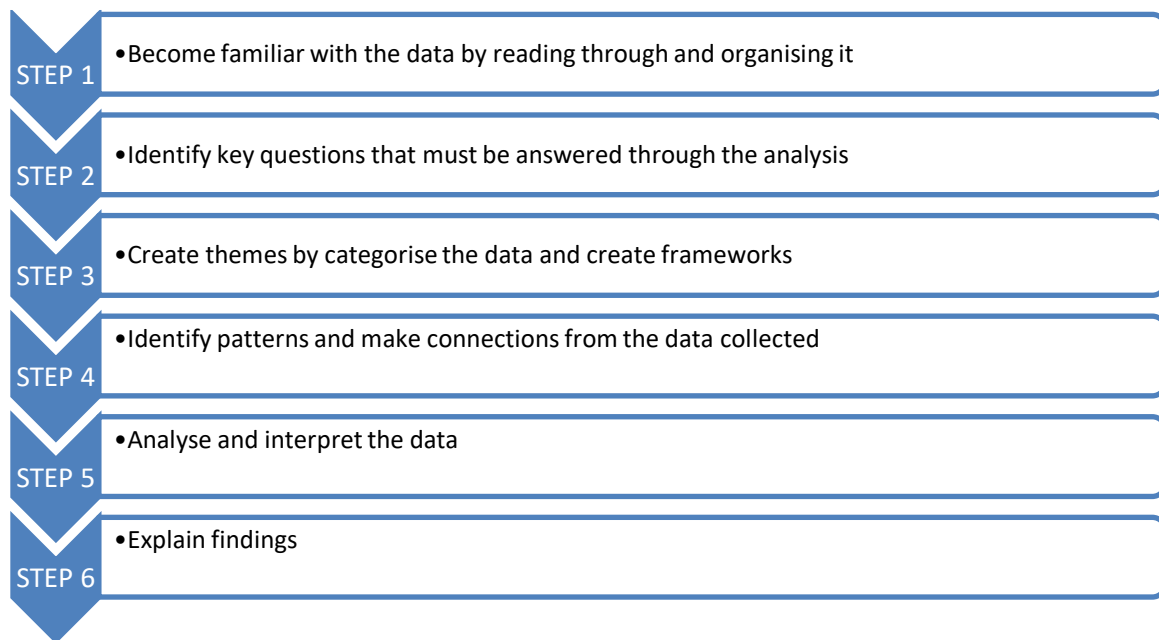 STEP 1
•Become familiar with the data by reading through and organising it
STEP 2
•Identify key questions that must be answered through the analysis
STEP 3
•Create themes by categorise the data and create frameworks
STEP 4
•Identify patterns and make connections from the data collected
STEP 5
•Analyse and interpret the data
STEP 6
•Explain findings